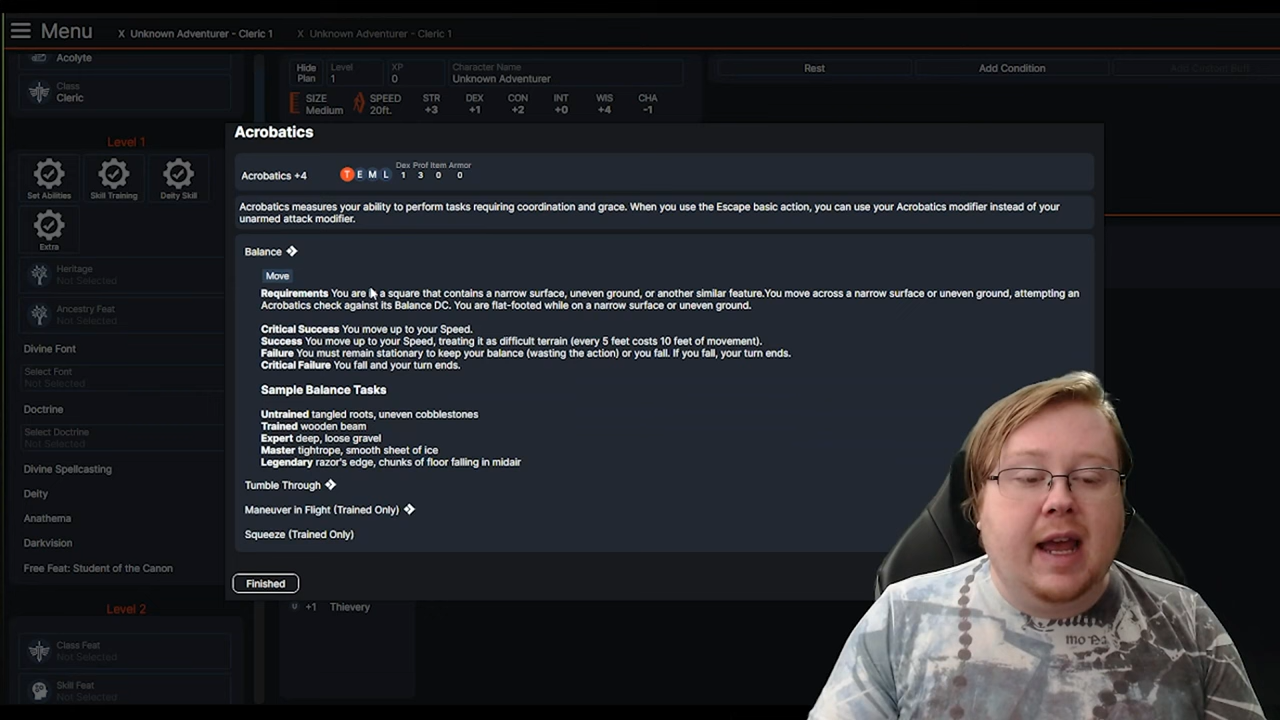 Menu
X Unknown Adventurer - Cleric 1
X Unknown Adventurer - Cleric 1
Acolyte
Class
Cleric
Hide Plan
Level
1
XP
0
Character Name
Unknown Adventurer
Rest
Add Condition
Add Custom Buff
SIZE
Medium
SPEED
20ft.
STR
+3
DEX
+1
CON
+2
INT
+0
WIS
+4
CHA
-1
Level 1
Set Abilities
Skill Training
Deity Skill
Extra
Heritage
Not Selected
Ancestry Feat
Not Selected
Divine Font
Select Font
Not Selected
Doctrine
Select Doctrine
Not Selected
Divine Spellcasting
Deity
Anathema
Darkvision
Free Feat: Student of the Canon
Level 2
Class Feat
Not Selected
Skill Feat
Not Selected
Acrobatics
Acrobatics +4
T E M L
Dex Prof Item Armor
1 3 0 0
Acrobatics measures your ability to perform tasks requiring coordination and grace. When you use the Escape basic action, you can use your Acrobatics modifier instead of your
unarmed attack modifier.
Balance
Move
Requirements You are in a square that contains a narrow surface, uneven ground, or another similar feature.You move across a narrow surface or uneven ground, attempting an
Acrobatics check against its Balance DC. You are flat-footed while on a narrow surface or uneven ground.
Critical Success You move up to your Speed.
Success You move up to your Speed, treating it as difficult terrain (every 5 feet costs 10 feet of movement).
Failure You must remain stationary to keep your balance (wasting the action) or you fall. If you fall, your turn ends.
Critical Failure You fall and your turn ends.
Sample Balance Tasks
Untrained tangled roots, uneven cobblestones
Trained wooden beam
Expert deep, loose gravel
Master tightrope, smooth sheet of ice
Legendary razor's edge, chunks of floor falling in midair
Tumble Through
Maneuver in Flight (Trained Only)
Squeeze (Trained Only)
Finished
U +1 Thievery